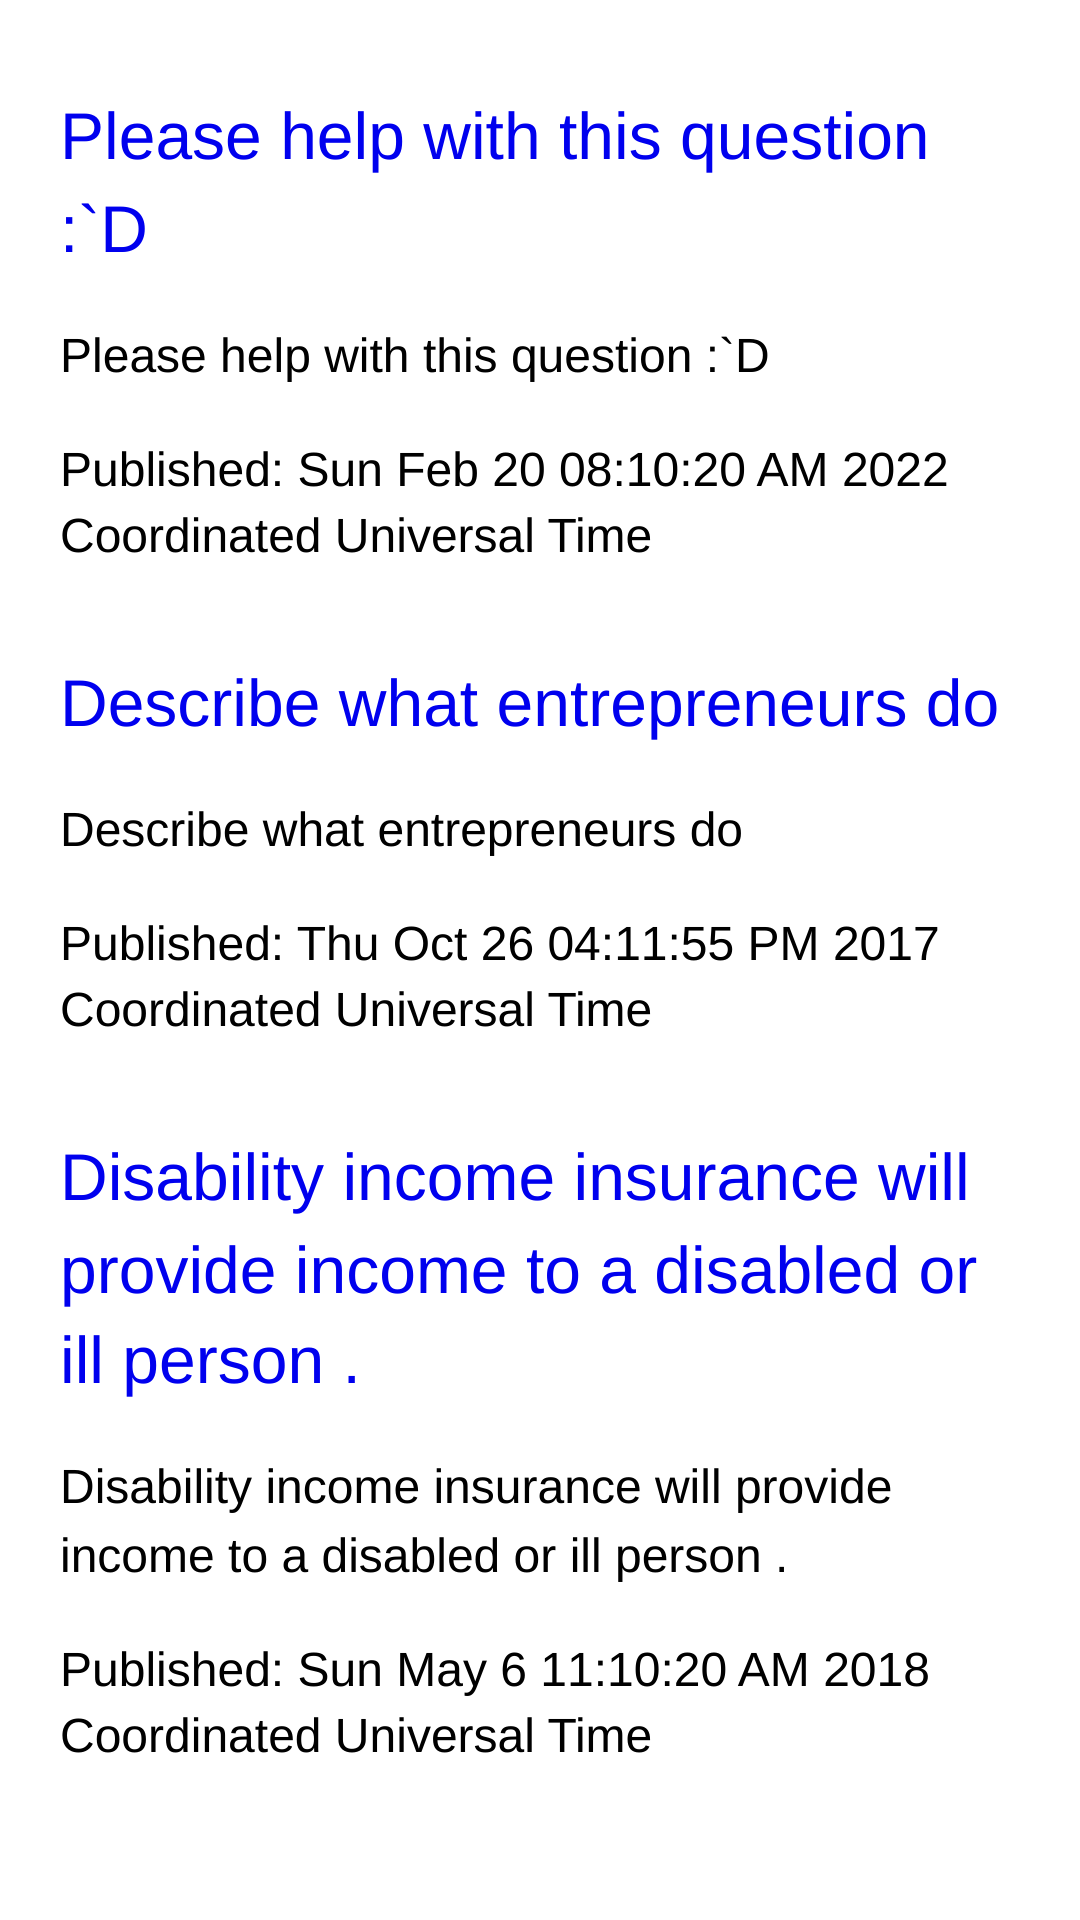 Please help with this question
:`D
Please help with this question :`D
Published: Sun Feb 20 08:10:20 AM 2022
Coordinated Universal Time
Describe what entrepreneurs do
Describe what entrepreneurs do
Published: Thu Oct 26 04:11:55 PM 2017
Coordinated Universal Time
Disability income insurance will
provide income to a disabled or
ill person .
Disability income insurance will provide
income to a disabled or ill person .
Published: Sun May 6 11:10:20 AM 2018
Coordinated Universal Time